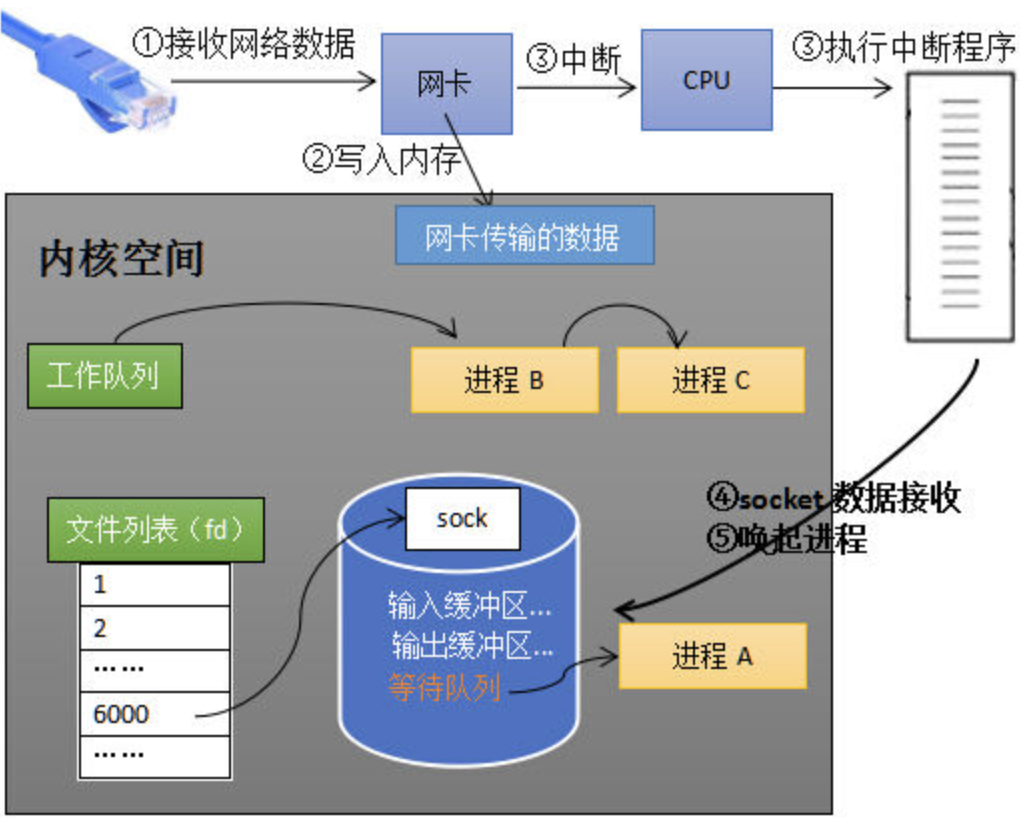 ①接收网络数据
网卡
③中断
CPU
③执行中断程序
②写入内存
网卡传输的数据
内核空间
工作队列
进程 B
进程 C
文件列表（fd）
1
2
……
6000
……
sock
输入缓冲区...
输出缓冲区...
等待队列
④socket 数据接收
⑤唤起进程
进程 A